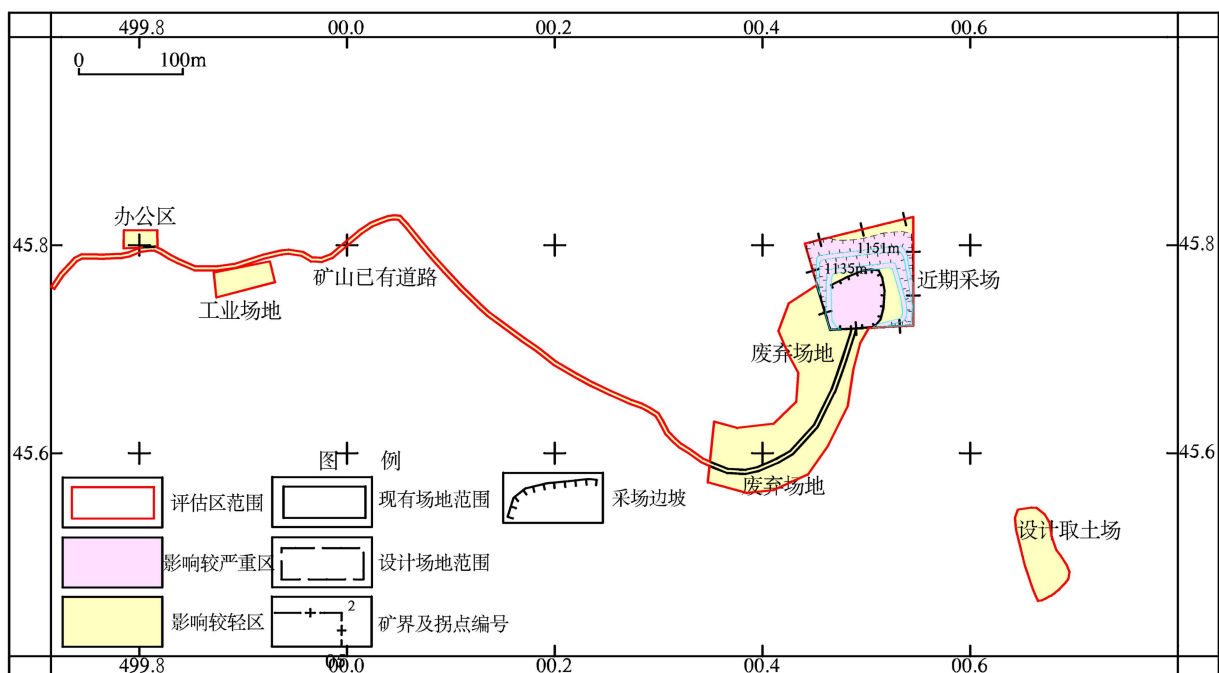 499.8 00.0 00.2 00.4 00.6
0 100m
办公区
45.8 45.8
1151m
1135m
矿山已有道路
近期采场
工业场地
废弃场地
45.6 45.6
图 例
废弃场地
评估区范围 现有场地范围 采场边坡
设计取土场
影响较严重区 设计场地范围
2
影响较轻区 矿界及拐点编号
499.8 00.0 00.2 00.4 00.6